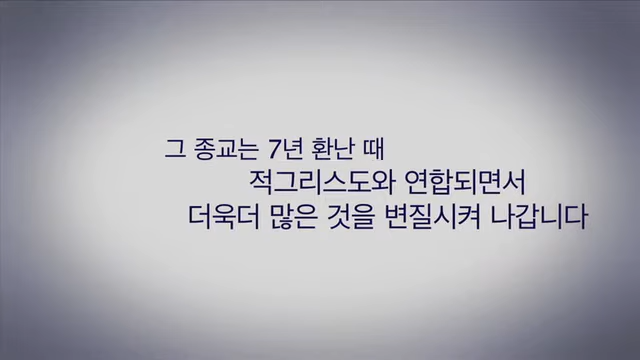 그 종교는 7년 환난 때
적그리스도와 연합되면서
더욱더 많은 것을 변질시켜 나갑니다